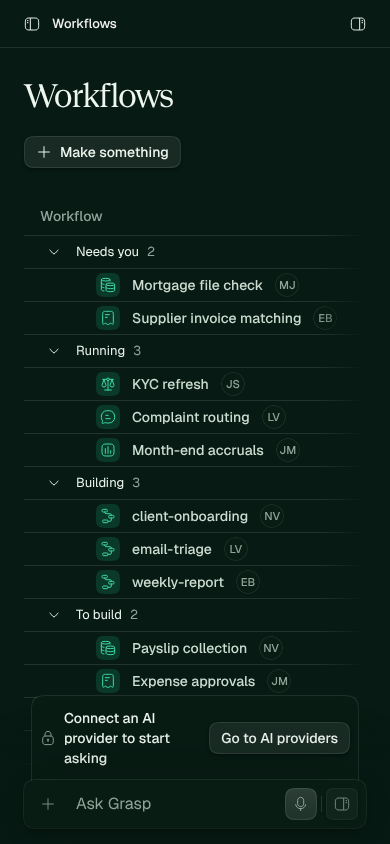 Workflows
Workflows
Make something
Workflow
Needs you 2
Mortgage file check MJ
Supplier invoice matching EB
Running 3
KYC refresh JS
Complaint routing LV
Month-end accruals JM
Building 3
client-onboarding NV
email-triage LV
weekly-report EB
To build 2
Payslip collection NV
Expense approvals JM
Connect an AI
provider to start
asking
Go to AI providers
Ask Grasp